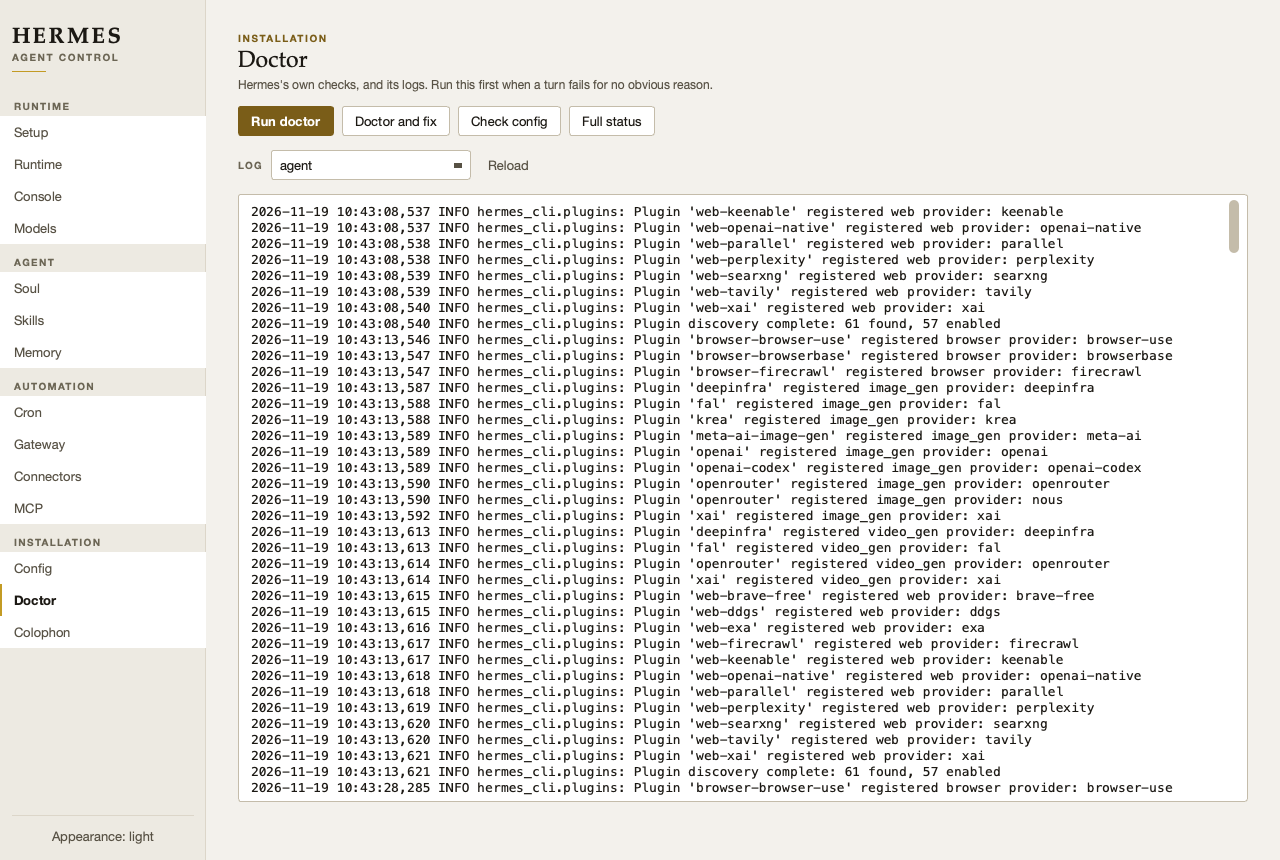 HERMES
AGENT CONTROL
RUNTIME
Setup
Runtime
Console
Models
AGENT
Soul
Skills
Memory
AUTOMATION
Cron
Gateway
Connectors
MCP
INSTALLATION
Config
Doctor
Colophon
Appearance: light
INSTALLATION
Doctor
Hermes's own checks, and its logs. Run this first when a turn fails for no obvious reason.
Run doctor Doctor and fix Check config Full status
LOG agent Reload
2026-11-19 10:43:08,537 INFO hermes_cli.plugins: Plugin 'web-keenable' registered web provider: keenable
2026-11-19 10:43:08,537 INFO hermes_cli.plugins: Plugin 'web-openai-native' registered web provider: openai-native
2026-11-19 10:43:08,538 INFO hermes_cli.plugins: Plugin 'web-parallel' registered web provider: parallel
2026-11-19 10:43:08,538 INFO hermes_cli.plugins: Plugin 'web-perplexity' registered web provider: perplexity
2026-11-19 10:43:08,539 INFO hermes_cli.plugins: Plugin 'web-searxng' registered web provider: searxng
2026-11-19 10:43:08,539 INFO hermes_cli.plugins: Plugin 'web-tavily' registered web provider: tavily
2026-11-19 10:43:08,540 INFO hermes_cli.plugins: Plugin 'web-xai' registered web provider: xai
2026-11-19 10:43:08,540 INFO hermes_cli.plugins: Plugin discovery complete: 61 found, 57 enabled
2026-11-19 10:43:13,546 INFO hermes_cli.plugins: Plugin 'browser-browser-use' registered browser provider: browser-use
2026-11-19 10:43:13,547 INFO hermes_cli.plugins: Plugin 'browser-browserbase' registered browser provider: browserbase
2026-11-19 10:43:13,547 INFO hermes_cli.plugins: Plugin 'browser-firecrawl' registered browser provider: firecrawl
2026-11-19 10:43:13,587 INFO hermes_cli.plugins: Plugin 'deepinfra' registered image_gen provider: deepinfra
2026-11-19 10:43:13,588 INFO hermes_cli.plugins: Plugin 'fal' registered image_gen provider: fal
2026-11-19 10:43:13,588 INFO hermes_cli.plugins: Plugin 'krea' registered image_gen provider: krea
2026-11-19 10:43:13,589 INFO hermes_cli.plugins: Plugin 'meta-ai-image-gen' registered image_gen provider: meta-ai
2026-11-19 10:43:13,589 INFO hermes_cli.plugins: Plugin 'openai' registered image_gen provider: openai
2026-11-19 10:43:13,589 INFO hermes_cli.plugins: Plugin 'openai-codex' registered image_gen provider: openai-codex
2026-11-19 10:43:13,590 INFO hermes_cli.plugins: Plugin 'openrouter' registered image_gen provider: openrouter
2026-11-19 10:43:13,590 INFO hermes_cli.plugins: Plugin 'openrouter' registered image_gen provider: nous
2026-11-19 10:43:13,592 INFO hermes_cli.plugins: Plugin 'xai' registered image_gen provider: xai
2026-11-19 10:43:13,613 INFO hermes_cli.plugins: Plugin 'deepinfra' registered video_gen provider: deepinfra
2026-11-19 10:43:13,613 INFO hermes_cli.plugins: Plugin 'fal' registered video_gen provider: fal
2026-11-19 10:43:13,614 INFO hermes_cli.plugins: Plugin 'openrouter' registered video_gen provider: openrouter
2026-11-19 10:43:13,614 INFO hermes_cli.plugins: Plugin 'xai' registered video_gen provider: xai
2026-11-19 10:43:13,615 INFO hermes_cli.plugins: Plugin 'web-brave-free' registered web provider: brave-free
2026-11-19 10:43:13,615 INFO hermes_cli.plugins: Plugin 'web-ddgs' registered web provider: ddgs
2026-11-19 10:43:13,616 INFO hermes_cli.plugins: Plugin 'web-exa' registered web provider: exa
2026-11-19 10:43:13,617 INFO hermes_cli.plugins: Plugin 'web-firecrawl' registered web provider: firecrawl
2026-11-19 10:43:13,617 INFO hermes_cli.plugins: Plugin 'web-keenable' registered web provider: keenable
2026-11-19 10:43:13,618 INFO hermes_cli.plugins: Plugin 'web-openai-native' registered web provider: openai-native
2026-11-19 10:43:13,618 INFO hermes_cli.plugins: Plugin 'web-parallel' registered web provider: parallel
2026-11-19 10:43:13,619 INFO hermes_cli.plugins: Plugin 'web-perplexity' registered web provider: perplexity
2026-11-19 10:43:13,620 INFO hermes_cli.plugins: Plugin 'web-searxng' registered web provider: searxng
2026-11-19 10:43:13,620 INFO hermes_cli.plugins: Plugin 'web-tavily' registered web provider: tavily
2026-11-19 10:43:13,621 INFO hermes_cli.plugins: Plugin 'web-xai' registered web provider: xai
2026-11-19 10:43:13,621 INFO hermes_cli.plugins: Plugin discovery complete: 61 found, 57 enabled
2026-11-19 10:43:28,285 INFO hermes_cli.plugins: Plugin 'browser-browser-use' registered browser provider: browser-use